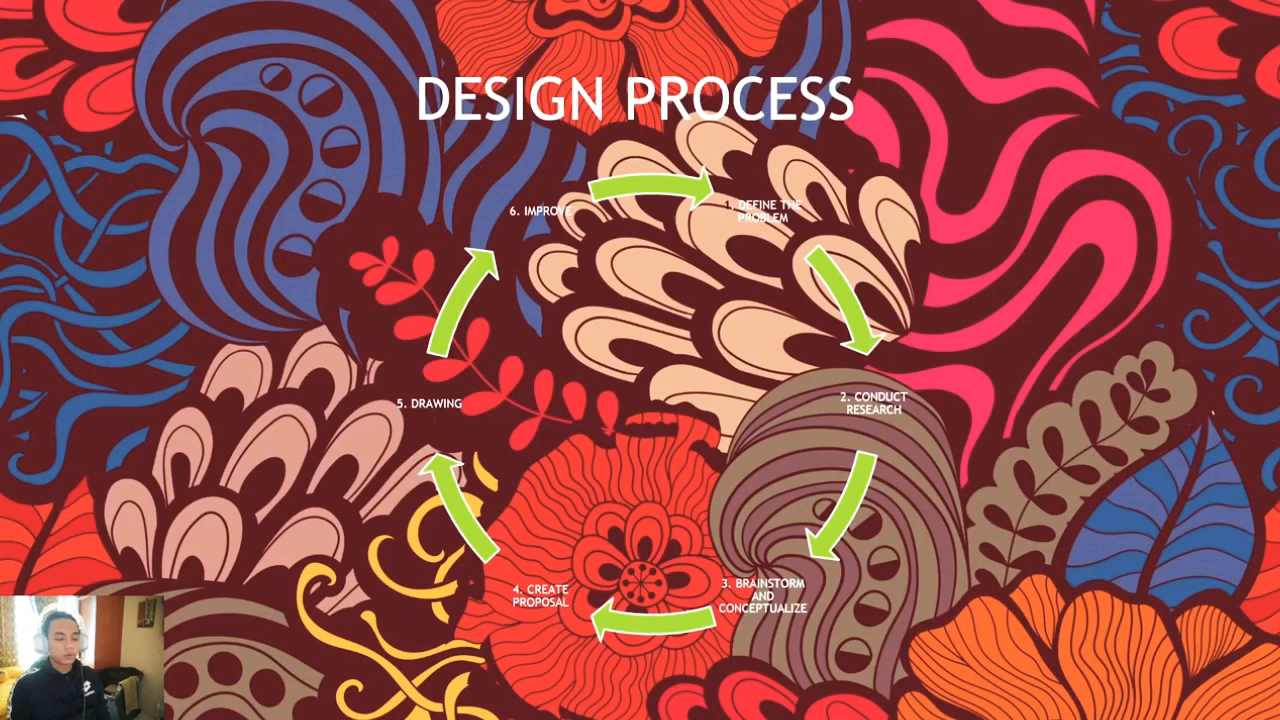 DESIGN PROCESS
1. DEFINE THE
PROBLEM
2. CONDUCT
RESEARCH
3. BRAINSTORM
AND
CONCEPTUALIZE
4. CREATE
PROPOSAL
5. DRAWING
6. IMPROVE